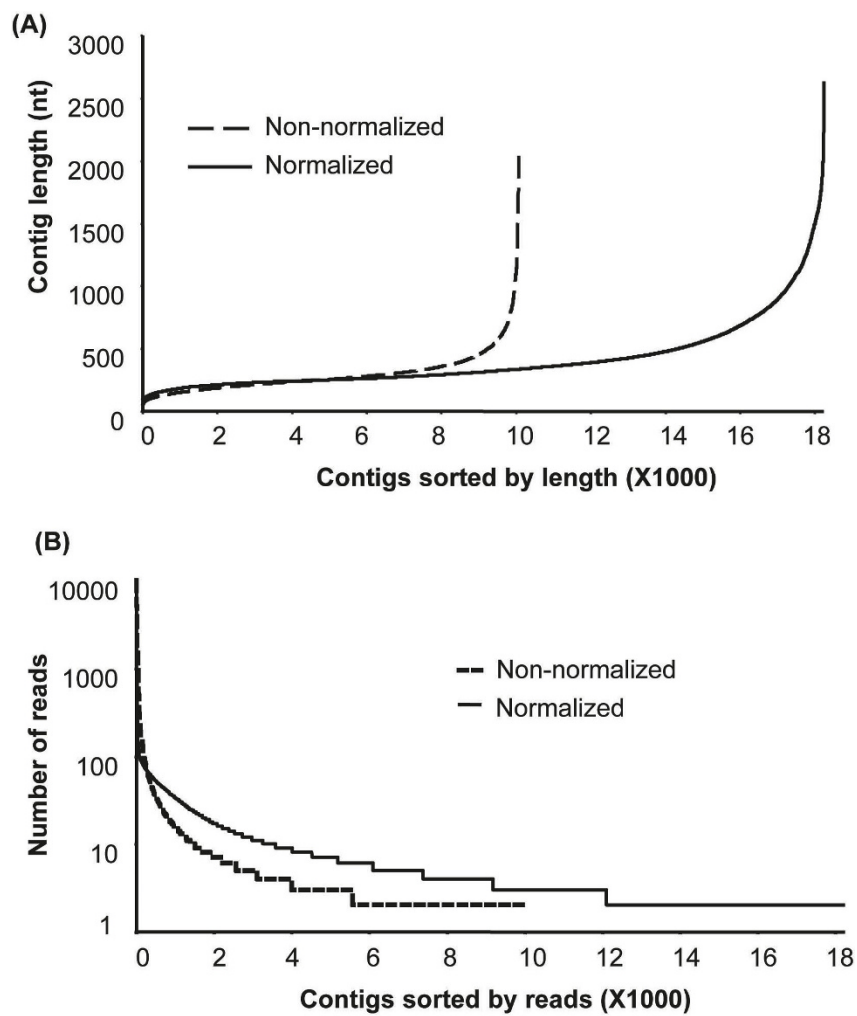 (A)
3000
2500
2000
1500
1000
500
0
Contig length (nt)
Non-normalized
Normalized
0 2 4 6 8 10 12 14 16 18
Contigs sorted by length (X1000)
(B)
10000
1000
100
10
1
Number of reads
Non-normalized
Normalized
0 2 4 6 8 10 12 14 16 18
Contigs sorted by reads (X1000)